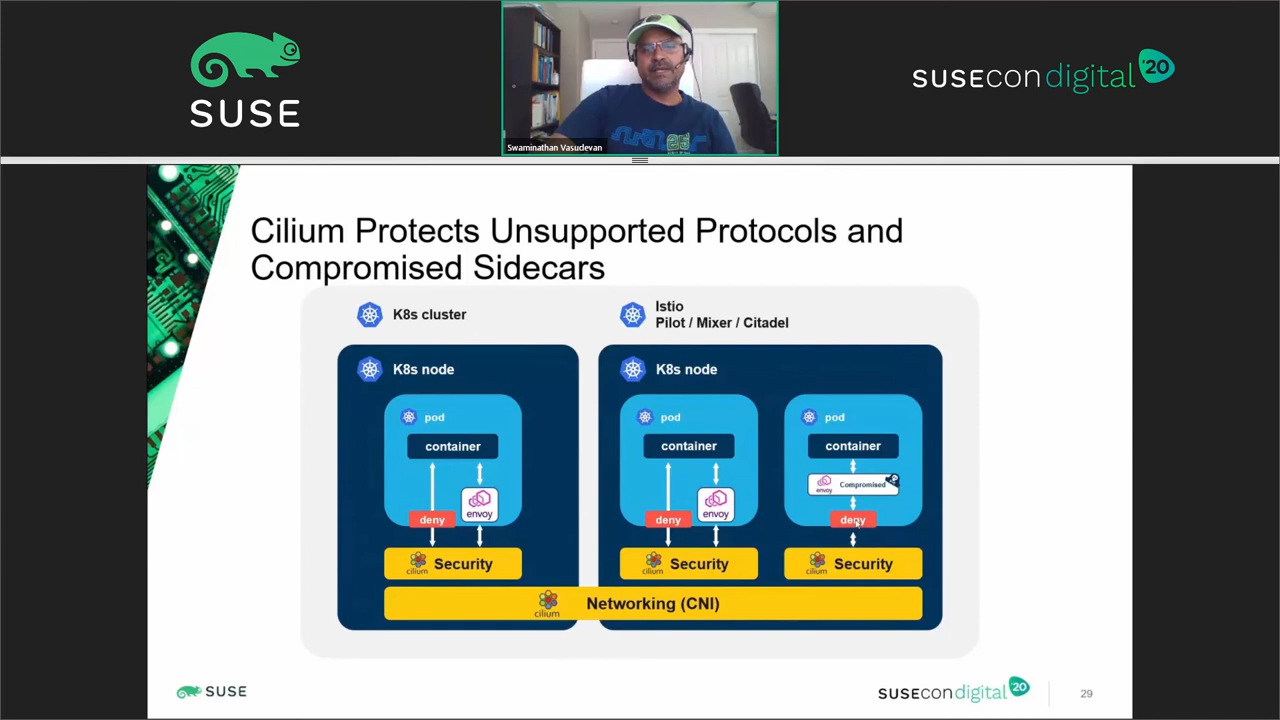 SUSE
SUSEcon digital '20
Swaminathan Vasudevan
Cilium Protects Unsupported Protocols and
Compromised Sidecars
K8s cluster
Istio
Pilot / Mixer / Citadel
K8s node
K8s node
pod
pod
pod
container
container
container
envoy
envoy
envoy
Compromised
deny
deny
deny
cilium
Security
cilium
Security
cilium
Security
cilium
Networking (CNI)
SUSE
SUSEcon digital '20
29